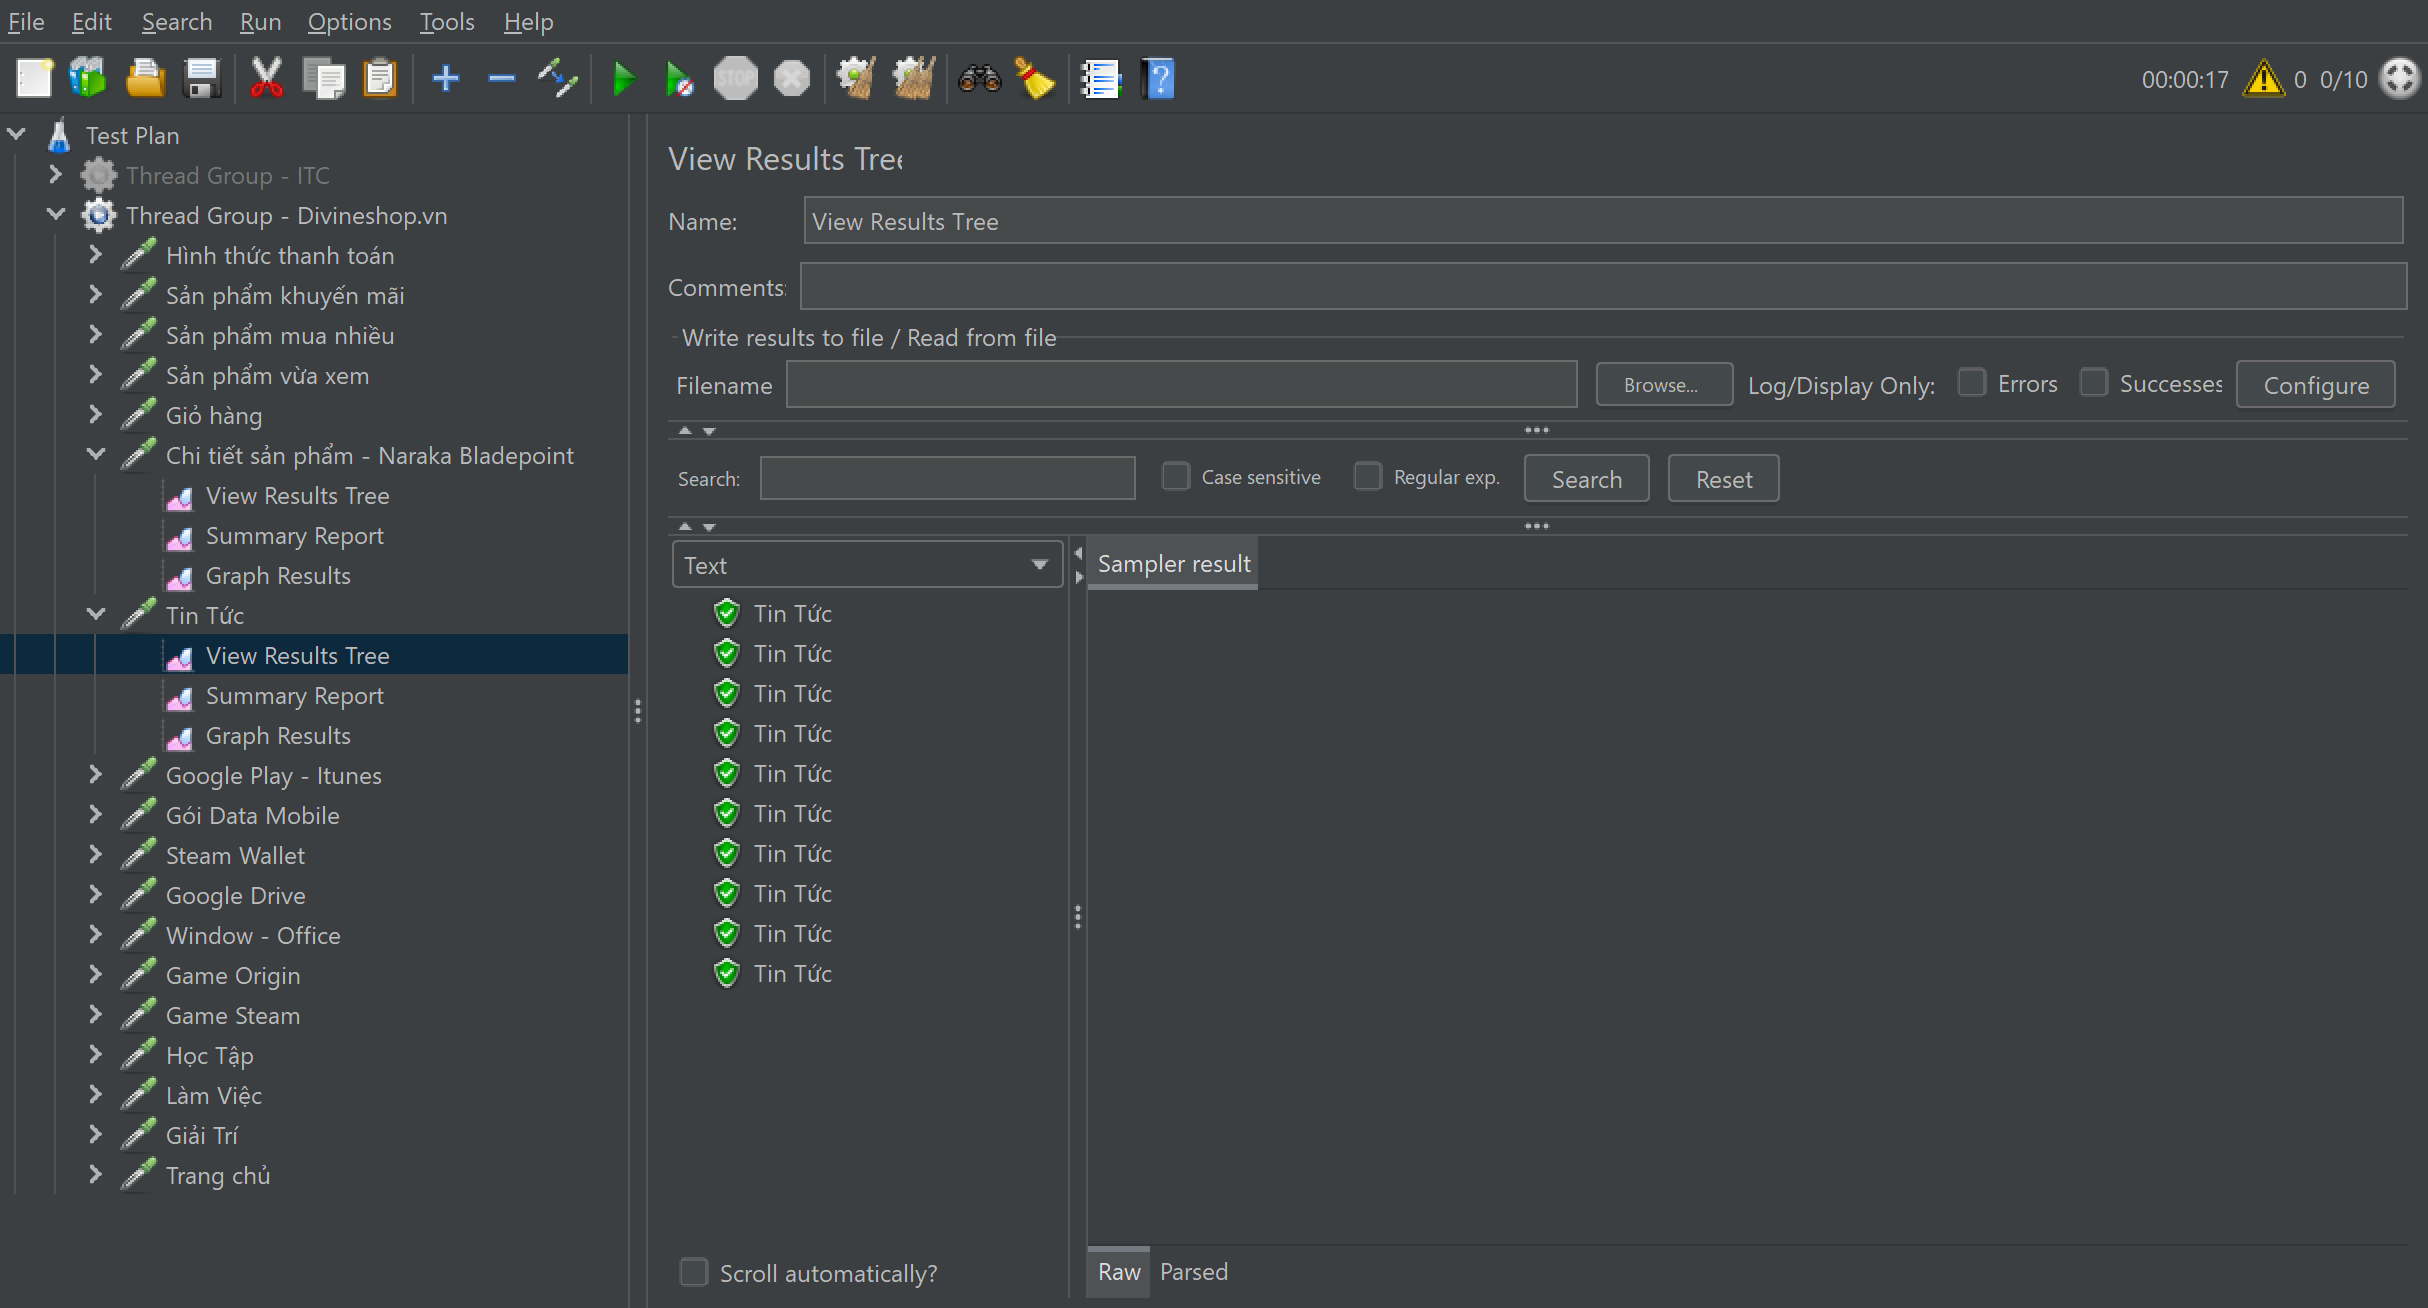 File Edit Search Run Options Tools Help
STOP
00:00:17 0 0/10
Test Plan
Thread Group - ITC
Thread Group - Divineshop.vn
Hình thức thanh toán
Sản phẩm khuyến mãi
Sản phẩm mua nhiều
Sản phẩm vừa xem
Giỏ hàng
Chi tiết sản phẩm - Naraka Bladepoint
View Results Tree
Summary Report
Graph Results
Tin Tức
View Results Tree
Summary Report
Graph Results
Google Play - Itunes
Gói Data Mobile
Steam Wallet
Google Drive
Window - Office
Game Origin
Game Steam
Học Tập
Làm Việc
Giải Trí
Trang chủ
View Results Tree
Name: View Results Tree
Comments:
Write results to file / Read from file
Filename Browse... Log/Display Only: Errors Successes Configure
Search: Case sensitive Regular exp. Search Reset
Text
Sampler result
Tin Tức
Tin Tức
Tin Tức
Tin Tức
Tin Tức
Tin Tức
Tin Tức
Tin Tức
Tin Tức
Tin Tức
Scroll automatically?
Raw Parsed